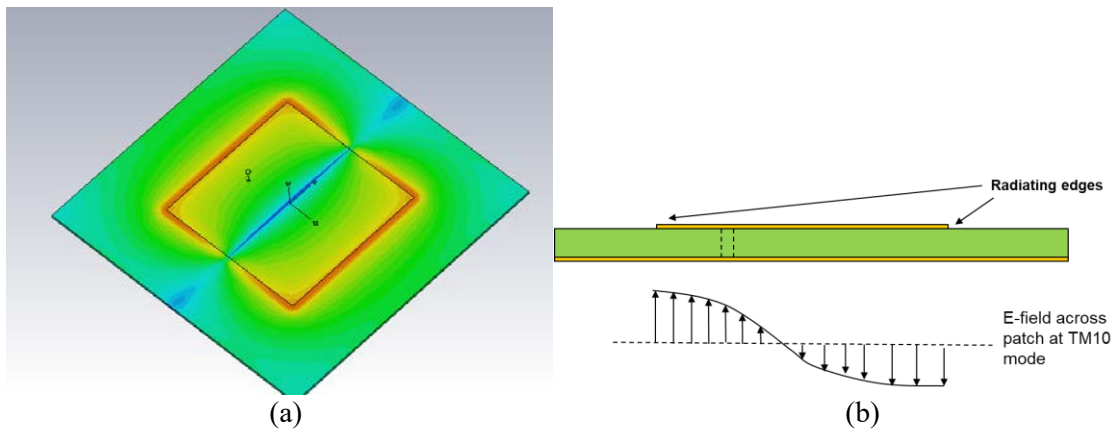 Radiating edges
E-field across
patch at TM10
mode
(a)
(b)